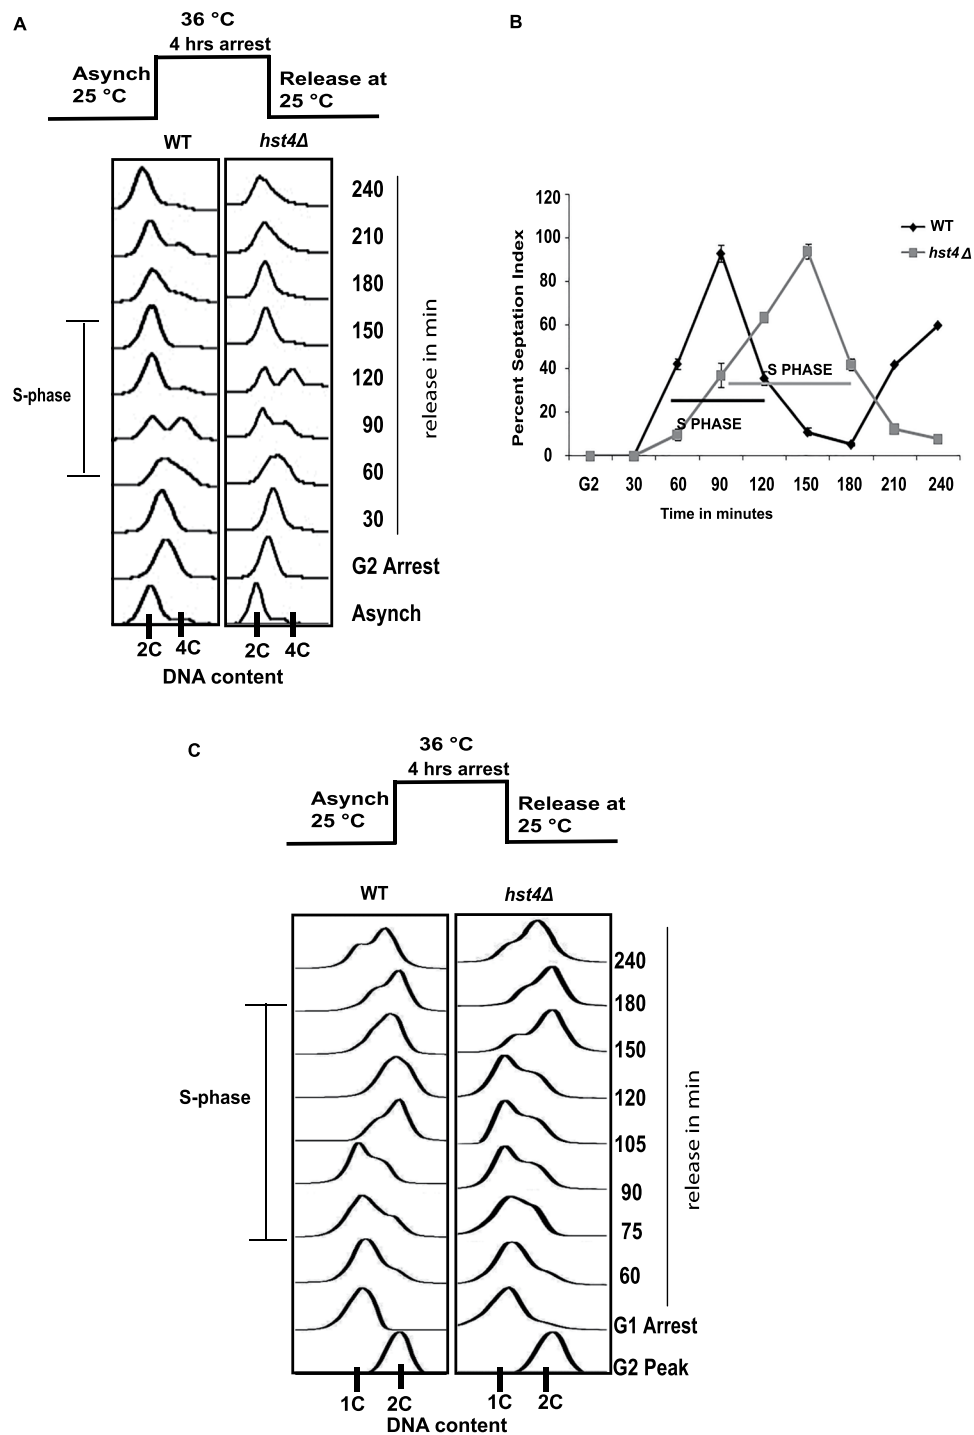 A
36 °C
4 hrs arrest
Asynch
25 °C
Release at
25 °C
WT
hst4Δ
240
210
180
150
120
90
60
30
G2 Arrest
Asynch
release in min
S-phase
2C
4C
2C
4C
DNA content
B
Percent Septation Index
120
100
80
60
40
20
0
WT
hst4Δ
S PHASE
S PHASE
G2
30
60
90
120
150
180
210
240
Time in minutes
C
36 °C
4 hrs arrest
Asynch
25 °C
Release at
25 °C
WT
hst4Δ
240
180
150
120
105
90
75
60
G1 Arrest
G2 Peak
release in min
S-phase
1C
2C
1C
2C
DNA content